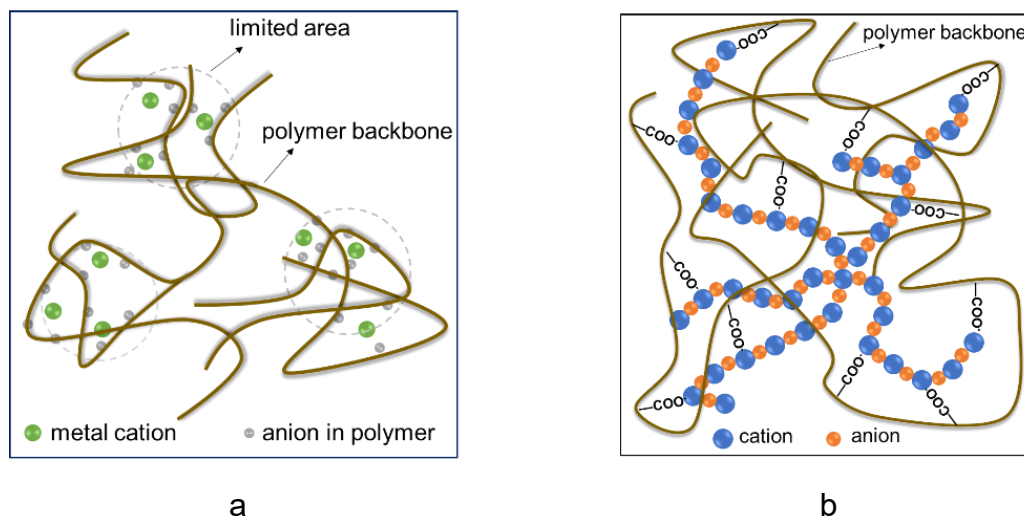 limited area
polymer backbone
metal cation
anion in polymer
a
COO
polymer backbone
COO
COO
COO
COO
COO
COO
COO
COO
COO
COO
COO
cation
anion
b